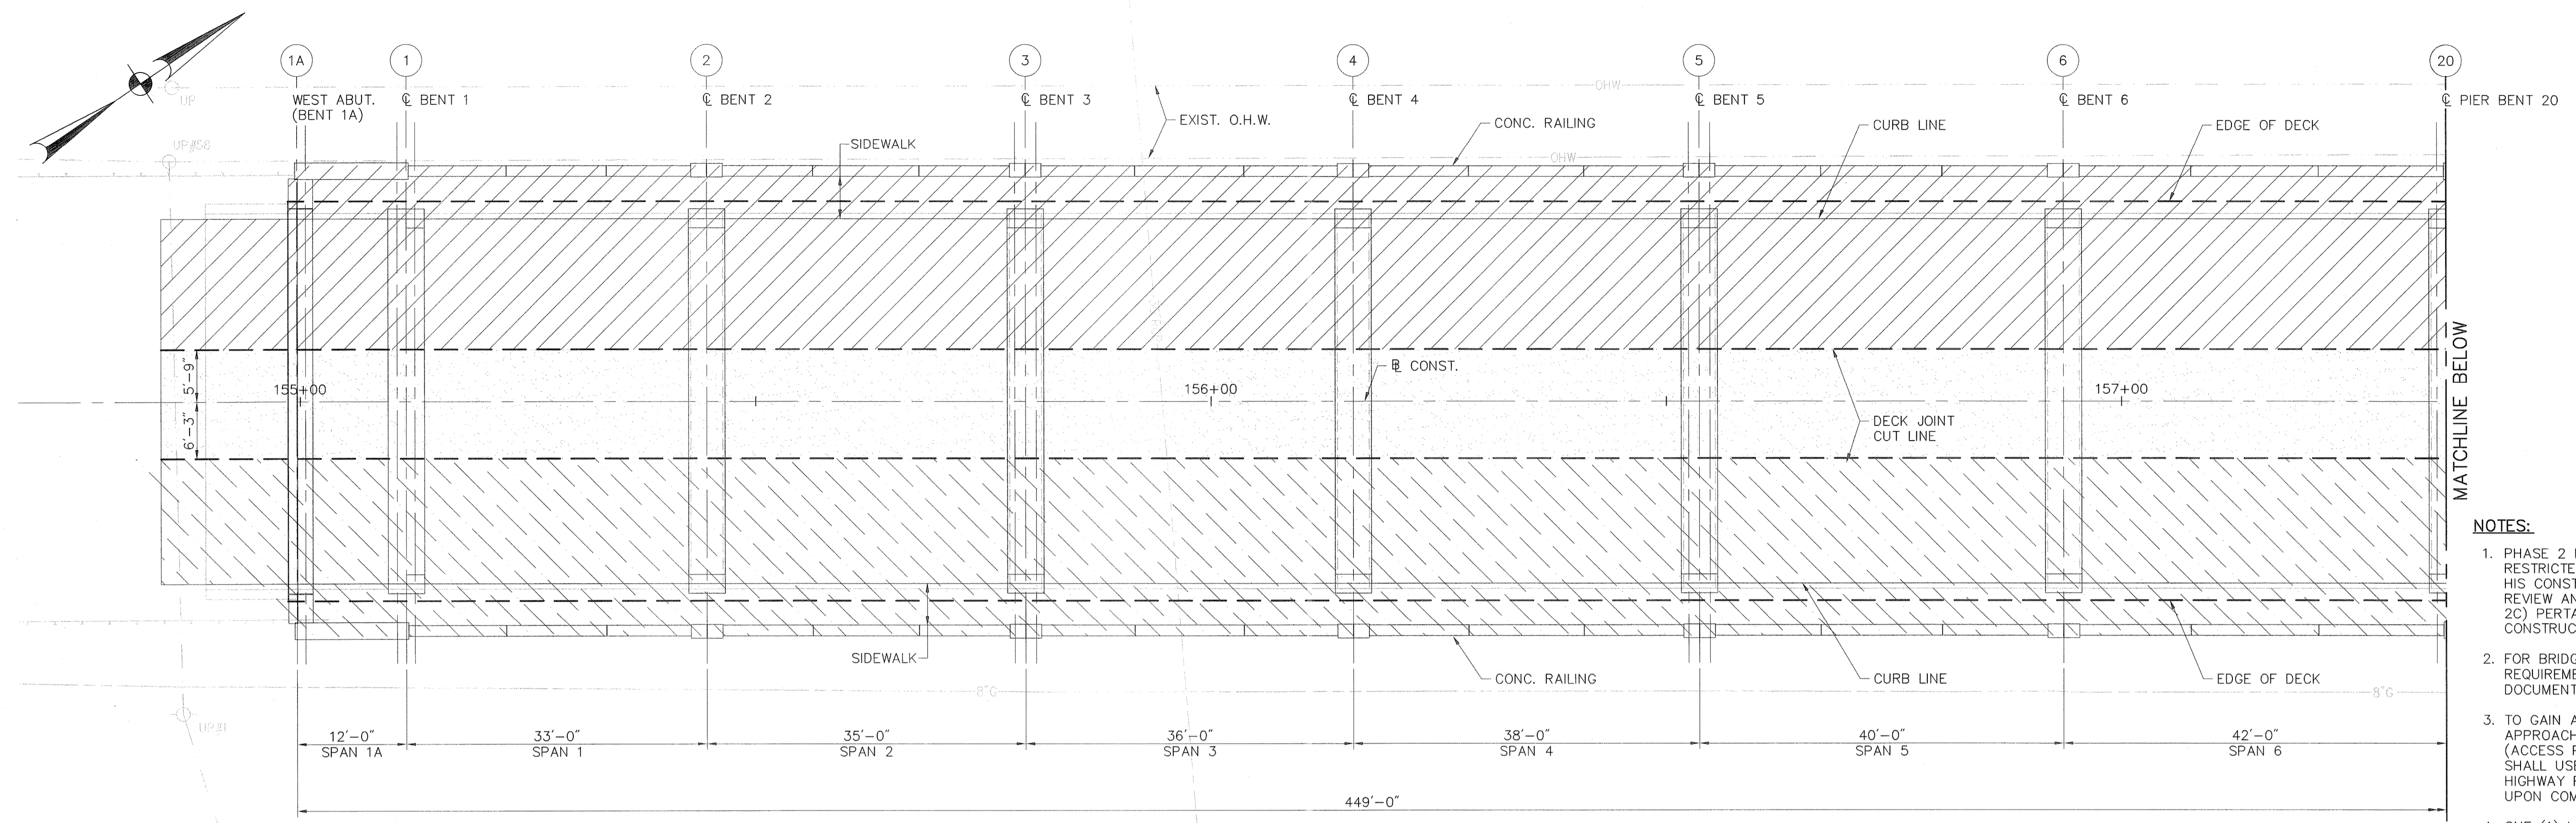 1A
1
2
3
4
5
6
20
WEST ABUT.
(BENT 1A)
℄ BENT 1
℄ BENT 2
℄ BENT 3
℄ BENT 4
℄ BENT 5
℄ BENT 6
℄ PIER BENT 20
UP
UP#58
OHW
OHW
EXIST. O.H.W.
SIDEWALK
CONC. RAILING
CURB LINE
EDGE OF DECK
5'-9"
6'-3"
155+00
156+00
157+00
BL CONST.
DECK JOINT
CUT LINE
MATCHLINE BELOW
NOTES:
1. PHASE 2
RESTRICTE
HIS CONST
REVIEW AN
2C) PERTA
CONSTRUC
2. FOR BRIDG
REQUIREME
DOCUMENT
3. TO GAIN A
APPROACH
(ACCESS
SHALL USE
HIGHWAY
UPON COM
SIDEWALK
CONC. RAILING
CURB LINE
EDGE OF DECK
8"G
8"G
12'-0"
SPAN 1A
33'-0"
SPAN 1
35'-0"
SPAN 2
36'-0"
SPAN 3
38'-0"
SPAN 4
40'-0"
SPAN 5
42'-0"
SPAN 6
449'-0"